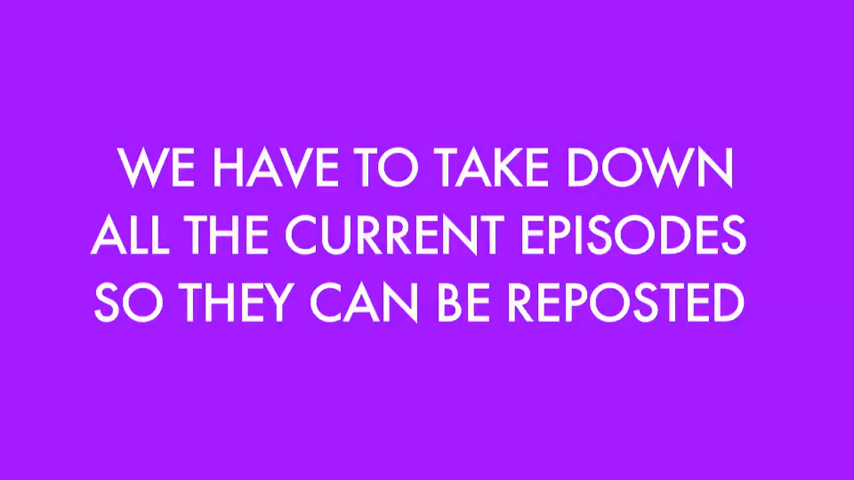 WE HAVE TO TAKE DOWN
ALL THE CURRENT EPISODES
SO THEY CAN BE REPOSTED